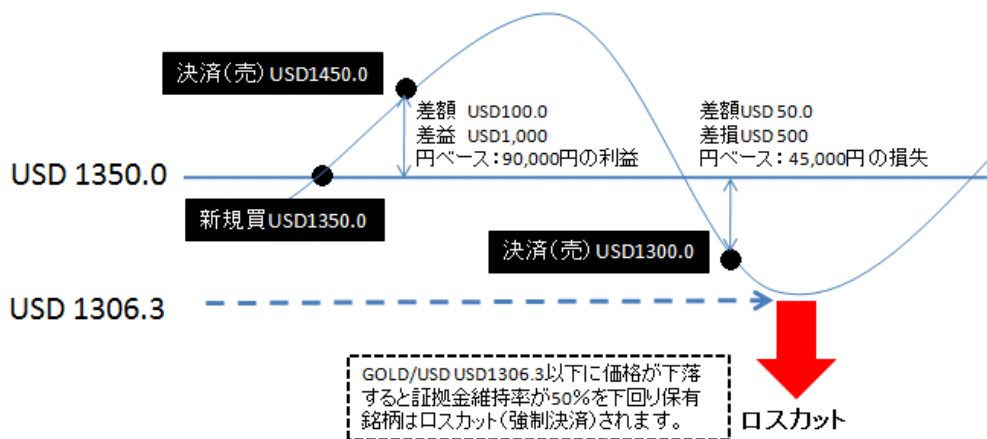 決済(売) USD1450.0
差額 USD100.0
差益 USD1,000
円ベース：90,000円の利益
差額USD 50.0
差損USD 500
円ベース： 45,000円の損失
USD 1350.0
新規買USD1350.0
決済(売) USD1300.0
USD 1306.3
GOLD/USD USD1306.3以下に価格が下落
すると証拠金維持率が50%を下回り保有
銘柄はロスカット(強制決済)されます。
ロスカット